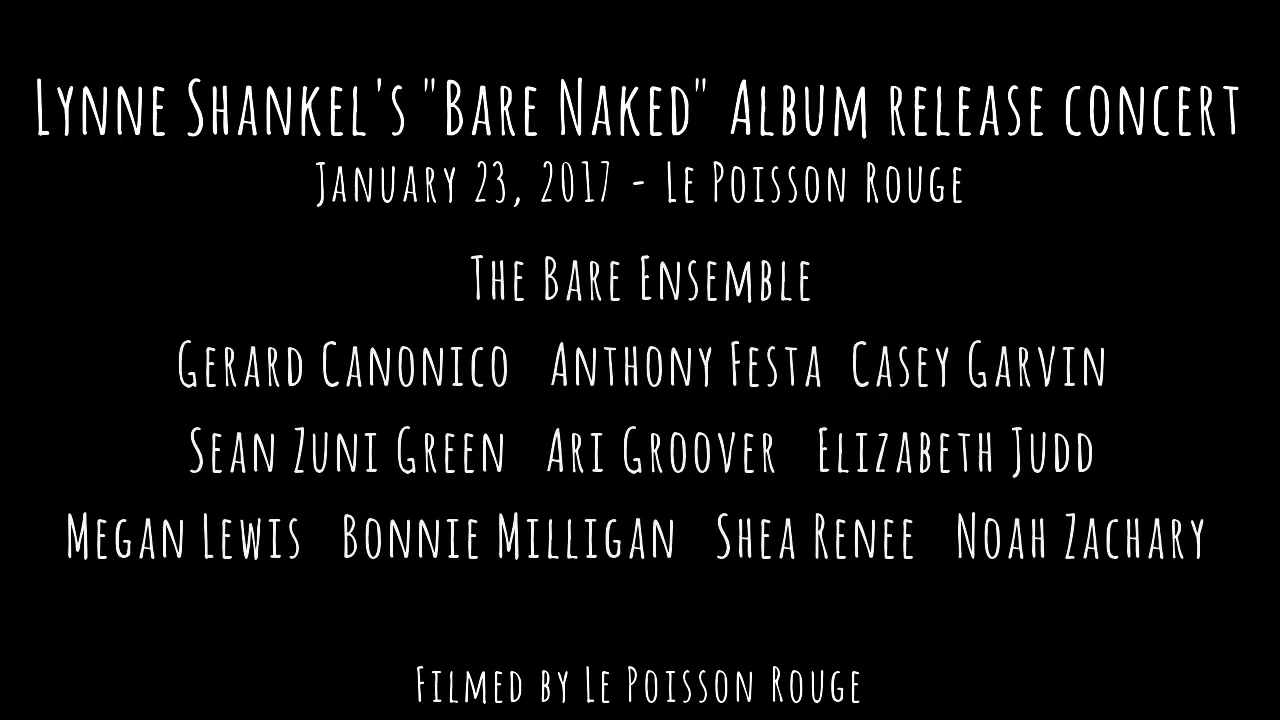 Lynne Shankel's "Bare Naked" Album release concert
January 23, 2017 - Le Poisson Rouge
The Bare Ensemble
Gerard Canonico Anthony Festa Casey Garvin
Sean Zuni Green Ari Groover Elizabeth Judd
Megan Lewis Bonnie Milligan Shea Renee Noah Zachary
Filmed by Le Poisson Rouge